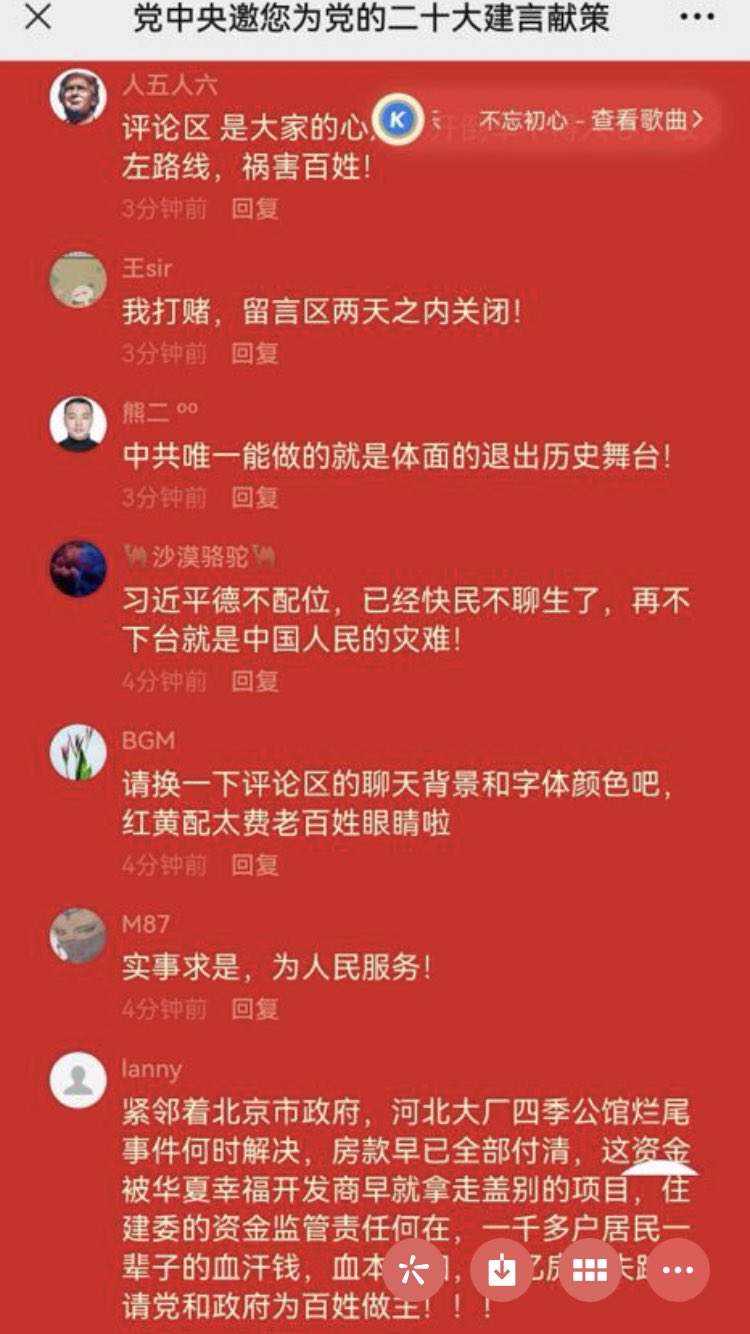 党中央邀您为党的二十大建言献策
人五人六
评论区 是大家的心
不忘初心 - 查看歌曲
左路线，祸害百姓！
3分钟前 回复
王sir
我打赌，留言区两天之内关闭！
3分钟前 回复
熊二 ºº
中共唯一能做的就是体面的退出历史舞台！
3分钟前 回复
🐪沙漠骆驼🐪
习近平德不配位，已经快民不聊生了，再不
下台就是中国人民的灾难！
4分钟前 回复
BGM
请换一下评论区的聊天背景和字体颜色吧，
红黄配太费老百姓眼睛啦
4分钟前 回复
M87
实事求是，为人民服务！
4分钟前 回复
lanny
紧邻着北京市政府，河北大厂四季公馆烂尾
事件何时解决，房款早已全部付清，这资金
被华夏幸福开发商早就拿走盖别的项目，住
建委的资金监管责任何在，一千多户居民一
辈子的血汗钱，血本
请党和政府为百姓做主！！！